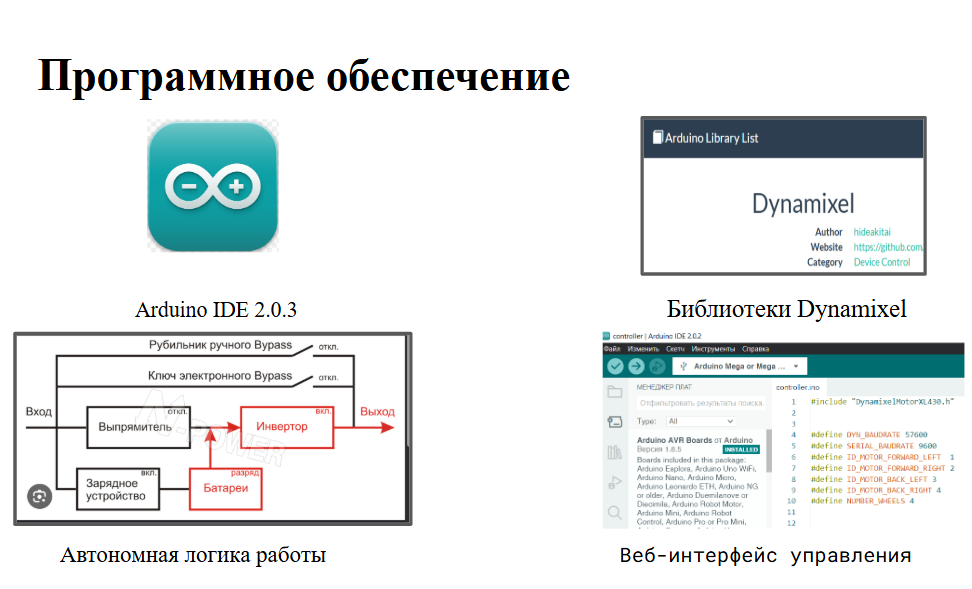 Программное обеспечение
Arduino Library List
Dynamixel
Author hideakitai
Website https://github.com
Category Device Control
Arduino IDE 2.0.3
Библиотеки Dynamixel
Рубильник ручного Bypass
откл.
Ключ электронного Bypass
откл.
Вход
откл.
Выпрямитель
вкл.
Инвертор
Выход
N-POWER
вкл.
Зарядное
устройство
разряд
Батареи
controller | Arduino IDE 2.0.2
Файл Изменить Скетч Инструменты Справка
Arduino Mega or Mega ...
МЕНЕДЖЕР ПЛАТ
Отфильтровать результаты поиска.
Type: All
Arduino AVR Boards от Arduino
Версия 1.8.5
INSTALLED
Boards included in this package:
Arduino Esplora, Arduino Uno WiFi,
Arduino Nano, Arduino Micro,
Arduino Leonardo ETH, Arduino NG
or older, Arduino Duemilanove or
Diecimila, Arduino Robot Motor,
Arduino Mini, Arduino Robot
Control, Arduino Pro or Pro Mini,
controller.ino
1 #include "DynamixelMotorXL430.h"
2
3
4 #define DYN_BAUDRATE 57600
5 #define SERIAL_BAUDRATE 9600
6 #define ID_MOTOR_FORWARD_LEFT 1
7 #define ID_MOTOR_FORWARD_RIGHT 2
8 #define ID_MOTOR_BACK_LEFT 3
9 #define ID_MOTOR_BACK_RIGHT 4
10 #define NUMBER_WHEELS 4
11
12
Автономная логика работы
Веб-интерфейс управления